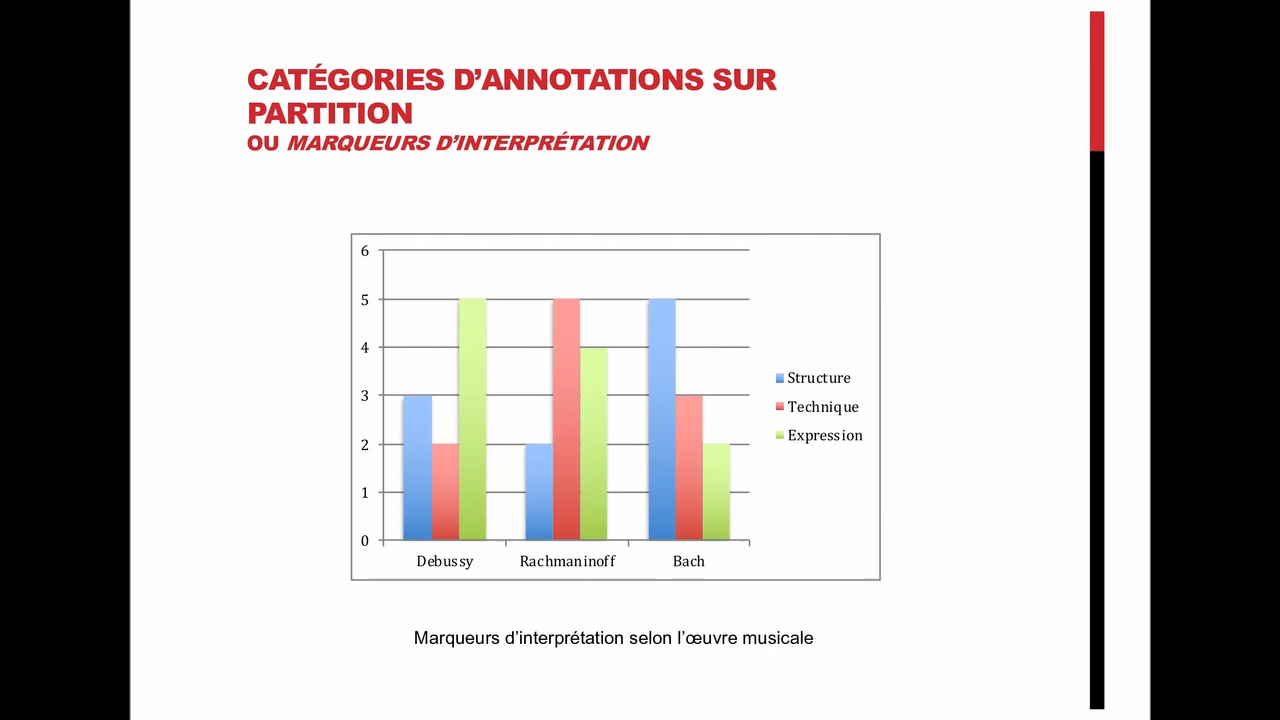 CATÉGORIES D’ANNOTATIONS SUR
PARTITION
OU MARQUEURS D’INTERPRÉTATION
6
5
4
3
2
1
0
Debussy
Rachmaninoff
Bach
Structure
Technique
Expression
Marqueurs d’interprétation selon l’œuvre musicale